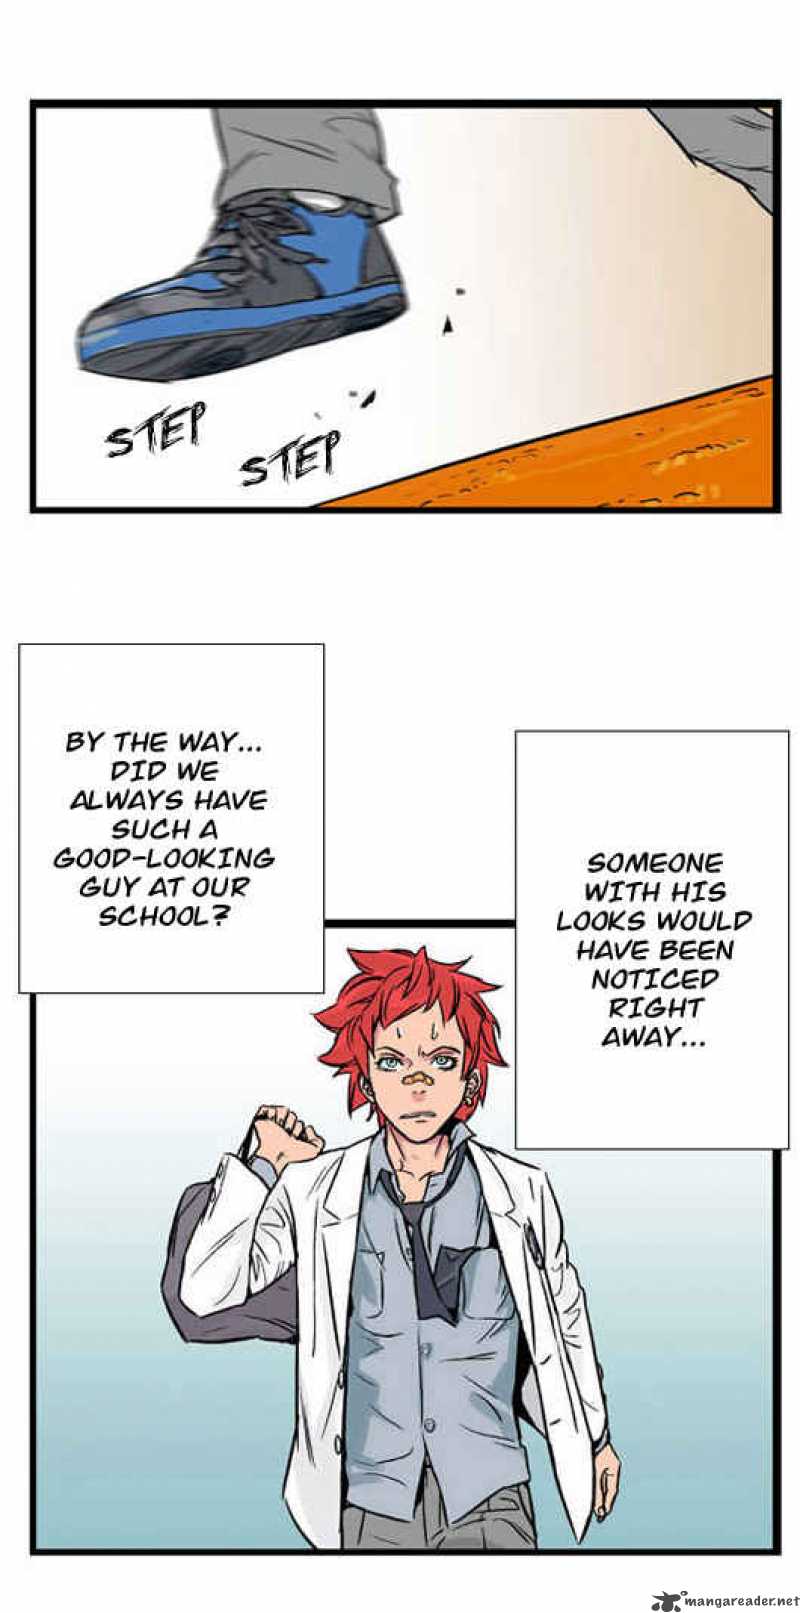 STEP
STEP
BY THE WAY...
DID WE
ALWAYS HAVE
SUCH A
GOOD-LOOKING
GUY AT OUR
SCHOOL?
SOMEONE
WITH HIS
LOOKS WOULD
HAVE BEEN
NOTICED
RIGHT
AWAY...
mangareader.net